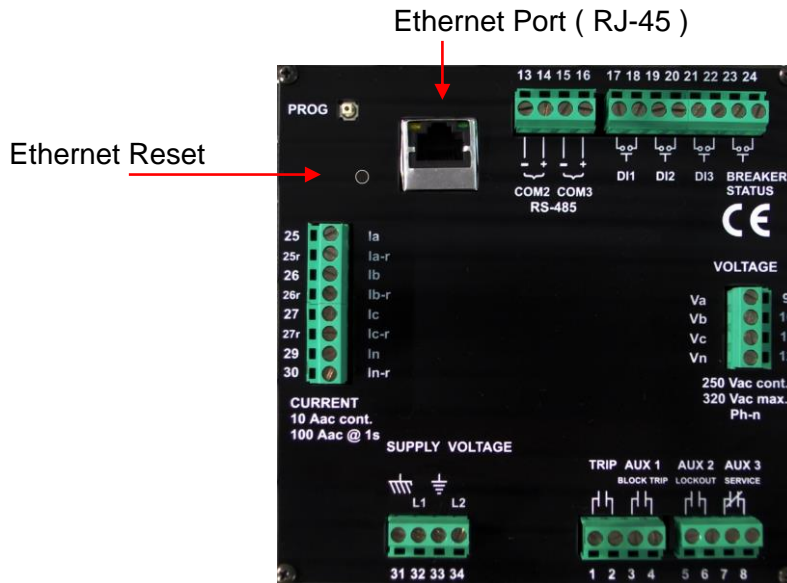 Ethernet Port ( RJ-45 )
13 14 15 16 17 18 19 20 21 22 23 24
PROG
Ethernet Reset
- + - +
COM2 COM3
RS-485
DI1 DI2 DI3 BREAKER
STATUS
CE
25 Ia
25r Ia-r
26 Ib
26r Ib-r
27 Ic
27r Ic-r
29 In
30 In-r
VOLTAGE
Va 9
Vb
Vc
Vn
250 Vac cont.
320 Vac max.
Ph-n
CURRENT
10 Aac cont.
100 Aac @ 1s
SUPPLY VOLTAGE
L1 L2
31 32 33 34
TRIP AUX 1 AUX 2 AUX 3
BLOCK TRIP LOCKOUT SERVICE
1 2 3 4 5 6 7 8